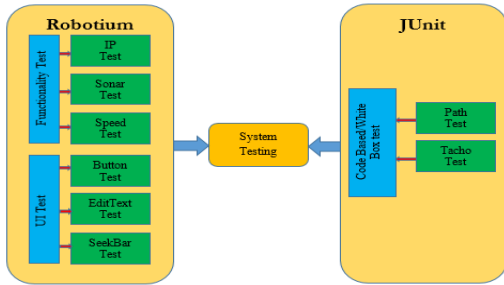 Robotium
Functionality Test
IP
Test
Sonar
Test
Speed
Test
UI Test
Button
Test
EditText
Test
SeekBar
Test
System
Testing
JUnit
Code Based/White
Box test
Path
Test
Tacho
Test